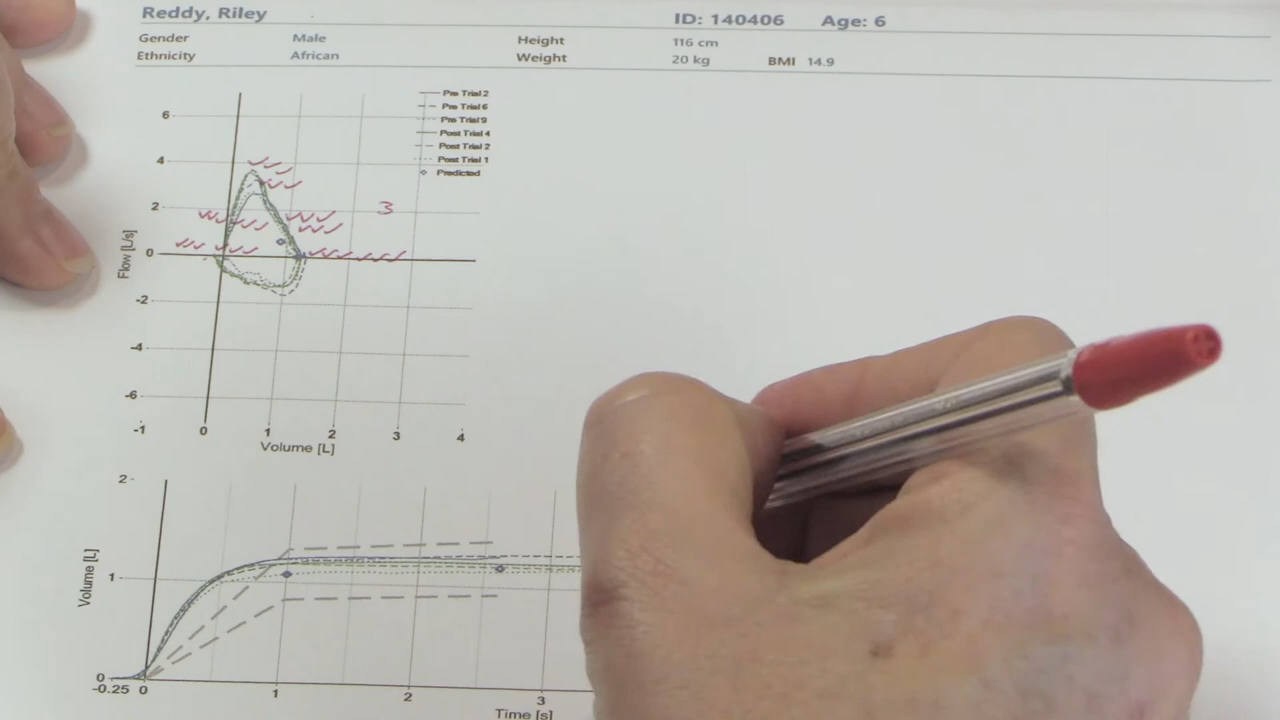 Reddy, Riley ID: 140406 Age: 6
Gender Male Height 116 cm
Ethnicity African Weight 20 kg BMI 14.9
Pre Trial 2
Pre Trial 6
Pre Trial 9
Post Trial 4
Post Trial 2
Post Trial 1
Predicted
6
4
2
0
-2
-4
-6
Flow [L/s]
3
-1 0 1 2 3 4
Volume [L]
2
1
0
Volume [L]
-0.25 0 1 2 3
Time [s]